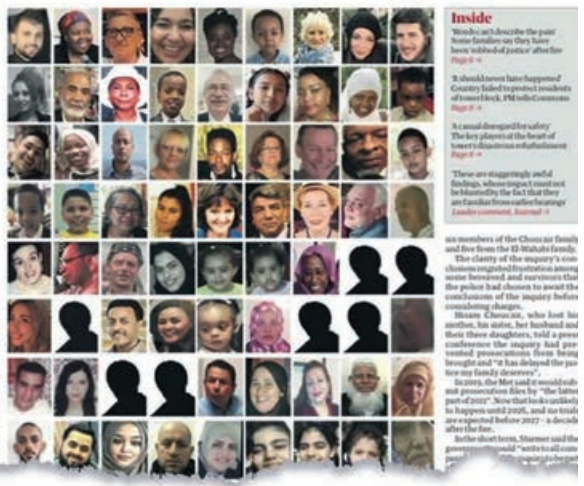 Inside
'Words can't describe the pain'
Some families say they have
been 'robbed of justice' after fire
Page 6 →
'It should never have happened'
Country failed to protect residents
of tower block, PM tells Commons
Page 8 →
'A casual disregard for safety'
The key players at the heart of
tower's disastrous refurbishment
Page 8 →
'These are staggeringly awful
findings, whose impact must not
be blunted by the fact that they
are familiar from earlier hearings'
Leader comment, Journal →
six members of the Choucair family
and five from the El-Wahabi family.
The clarity of the inquiry's con-
clusions reignited frustration among
some bereaved and survivors that
the police had chosen to await the
conclusions of the inquiry before
considering charges.
Hisam Choucair, who lost his
mother, his sister, her husband and
their three daughters, told a press
conference the inquiry had pre-
vented prosecutions from being
brought and "it has delayed the jus-
tice my family deserves".
In 2019, the Met said it would sub-
mit prosecution files by "the latter
part of 2021". Now that looks unlikely
to happen until 2026, and no trials
are expected before 2027 – a decade
after the fire.
In the short term, Starmer said the
would "write to all com